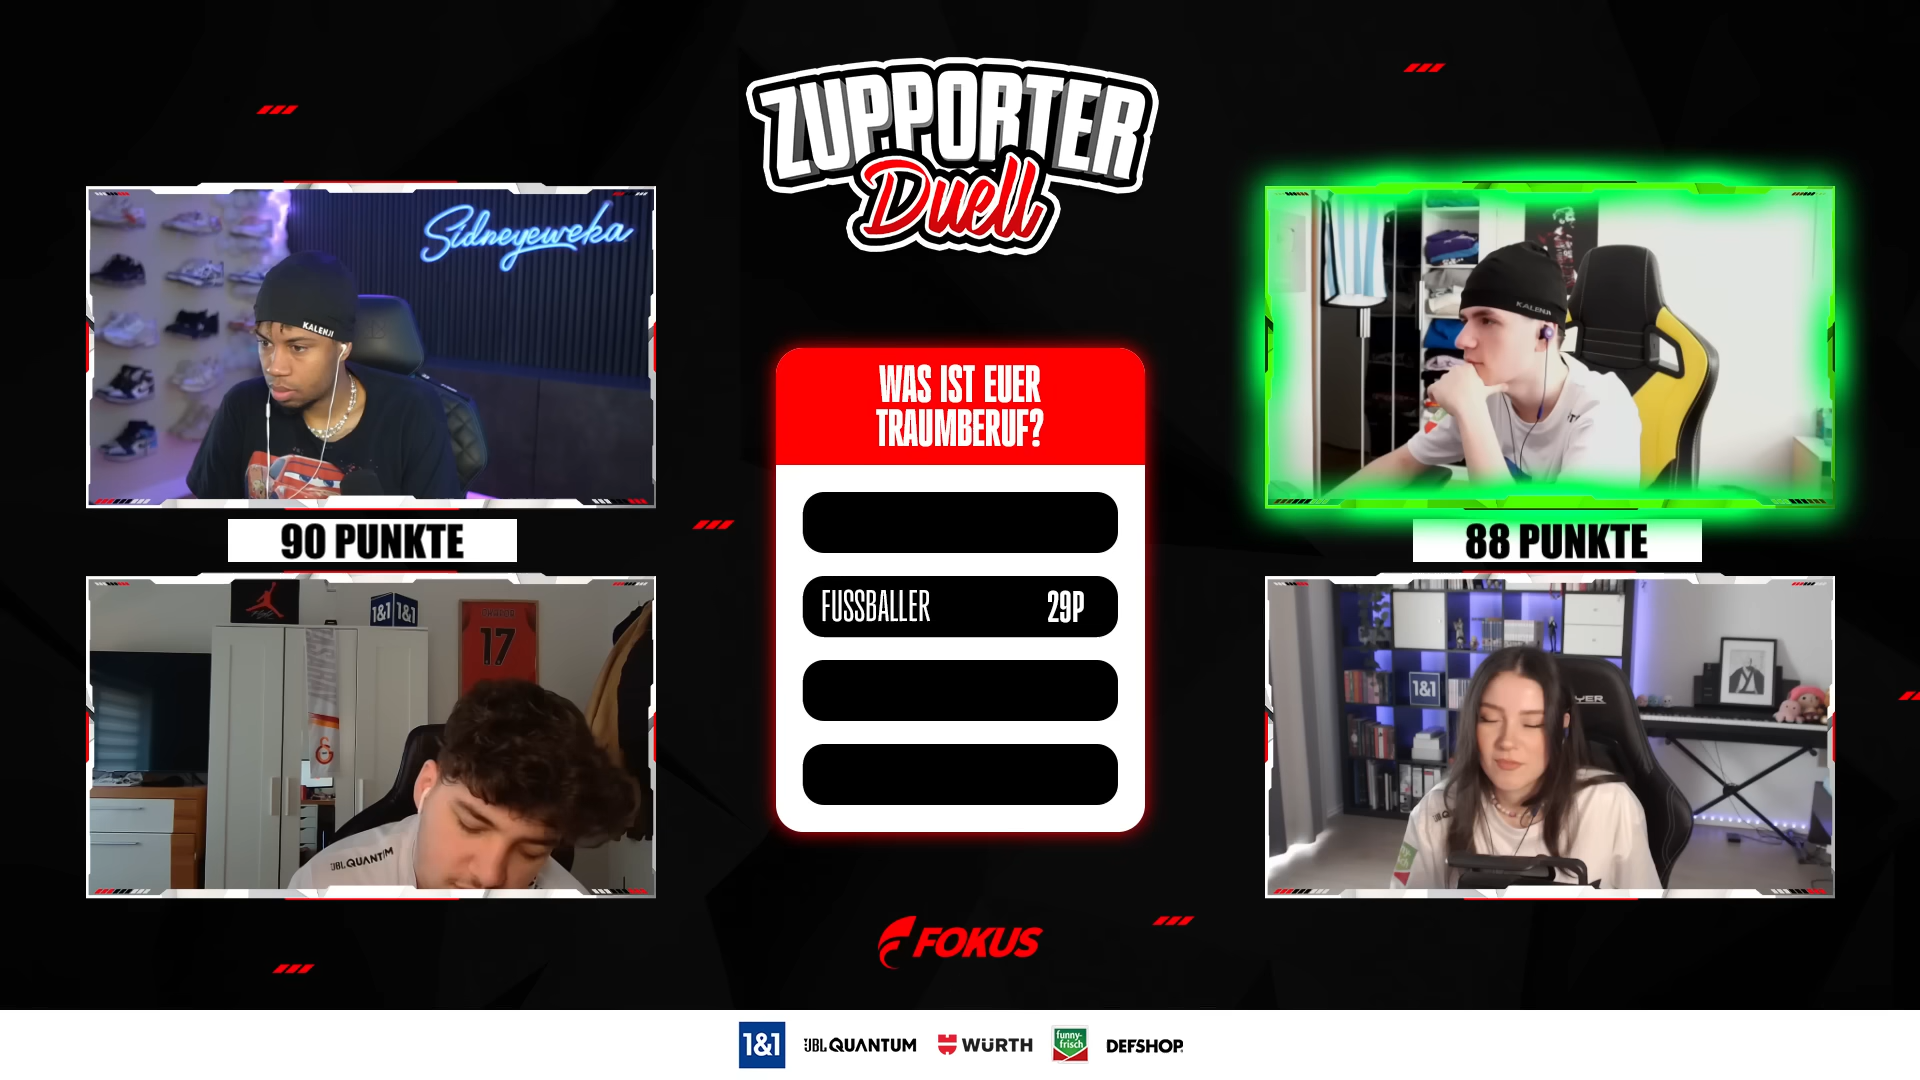 ZUPPORTER
Duell
Sidneyeweka
KALENJI
KALENJI
90 PUNKTE
88 PUNKTE
WAS IST EUER
TRAUMBERUF?
FUSSBALLER 29P
1&1 1&1
17
JBL QUANTUM
1&1
FOKUS
1&1 JBL QUANTUM WÜRTH funny-frisch DEFSHOP